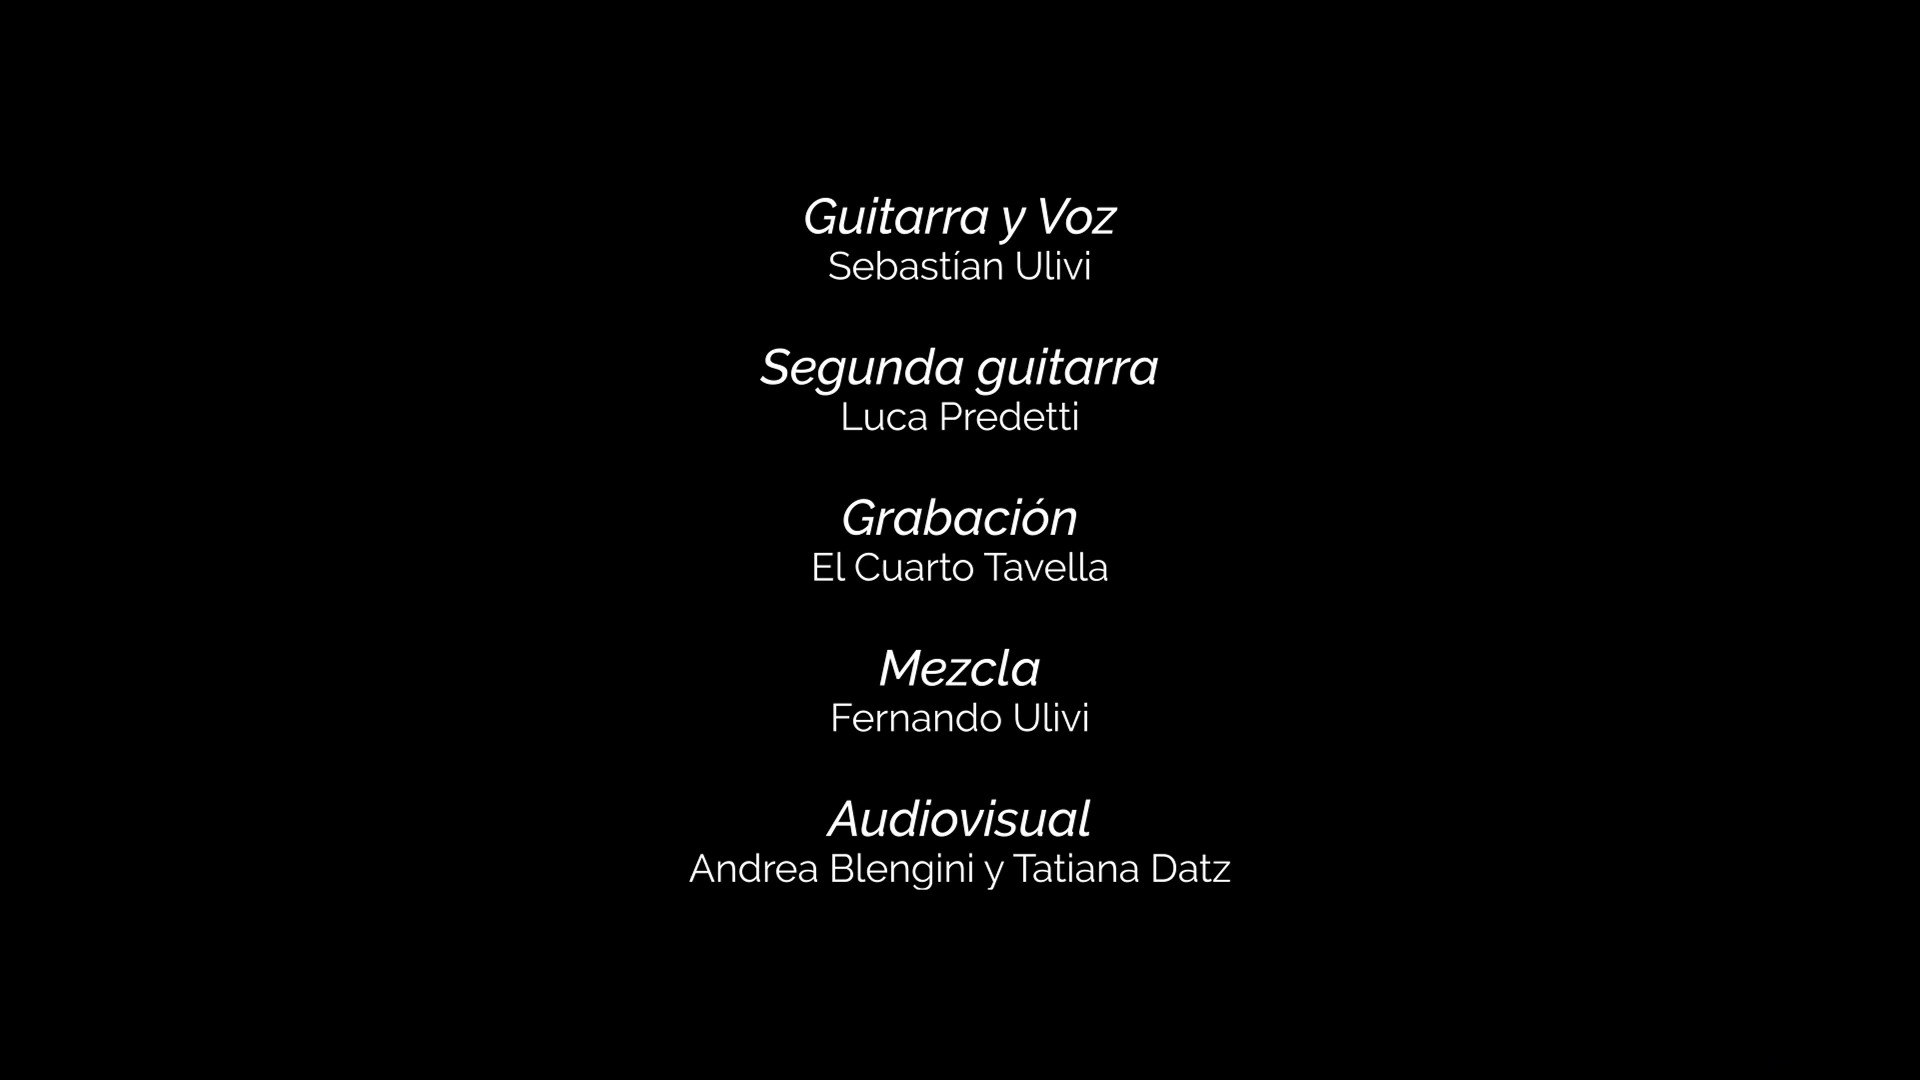 Guitarra y Voz
Sebastían Ulivi
Segunda guitarra
Luca Predetti
Grabación
El Cuarto Tavella
Mezcla
Fernando Ulivi
Audiovisual
Andrea Blengini y Tatiana Datz